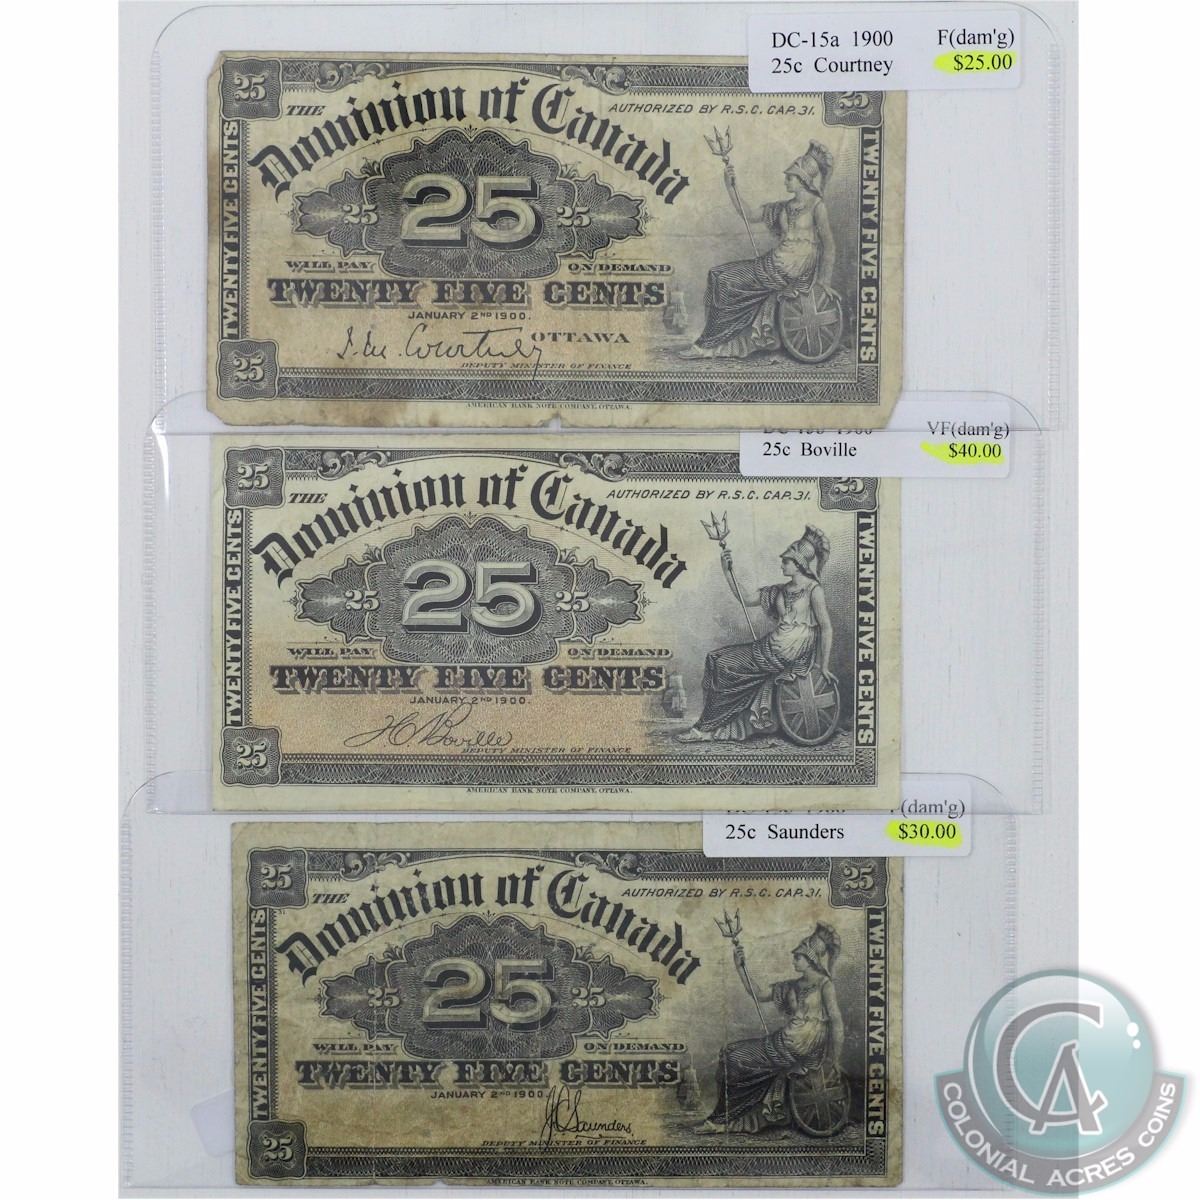 DC-15a 1900 F(dam'g)
25c Courtney $25.00
25 25
THE Dominion of Canada
AUTHORIZED BY R.S.C. CAP. 31.
TWENTY FIVE CENTS
25 25 25
TWENTY FIVE CENTS
WILL PAY ON DEMAND
TWENTY FIVE CENTS
JANUARY 2ND 1900.
J.M. Courtney OTTAWA
DEPUTY MINISTER OF FINANCE
25
AMERICAN BANK NOTE COMPANY, OTTAWA.
1900 VF(dam'g)
25c Boville $40.00
25 25
THE Dominion of Canada
AUTHORIZED BY R.S.C. CAP. 31.
TWENTY FIVE CENTS
25 25 25
TWENTY FIVE CENTS
WILL PAY ON DEMAND
TWENTY FIVE CENTS
JANUARY 2ND 1900.
Boville
DEPUTY MINISTER OF FINANCE
25
AMERICAN BANK NOTE COMPANY, OTTAWA.
(dam'g)
25c Saunders $30.00
25 25
THE Dominion of Canada
AUTHORIZED BY R.S.C. CAP. 31.
TWENTY FIVE CENTS
25 25 25
TWENTY FIVE CENTS
WILL PAY ON DEMAND
TWENTY FIVE CENTS
JANUARY 2ND 1900.
JC Saunders
DEPUTY MINISTER OF FINANCE
25
AMERICAN BANK NOTE COMPANY, OTTAWA.
CA
COLONIAL ACRES COINS